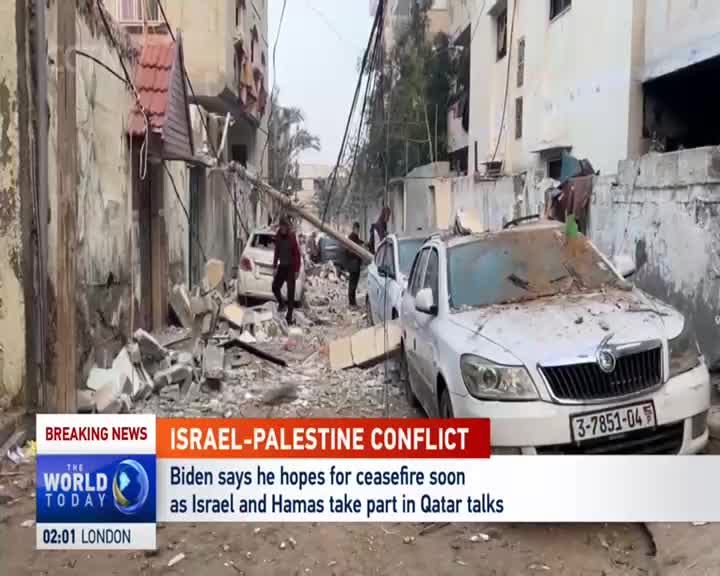 3-7851-04
BREAKING NEWS
ISRAEL-PALESTINE CONFLICT
THE
WORLD
TODAY
Biden says he hopes for ceasefire soon
as Israel and Hamas take part in Qatar talks
02:01 LONDON